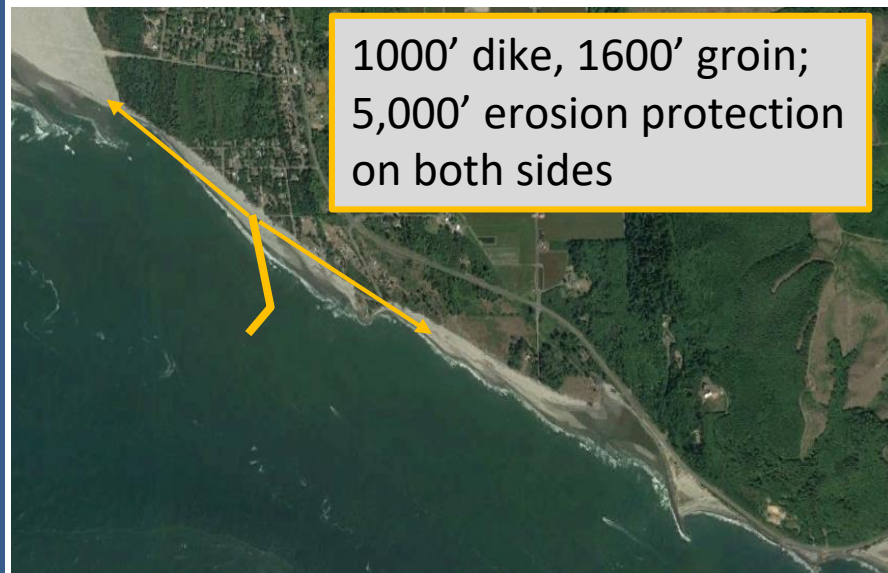 1000’ dike, 1600’ groin;
5,000’ erosion protection
on both sides